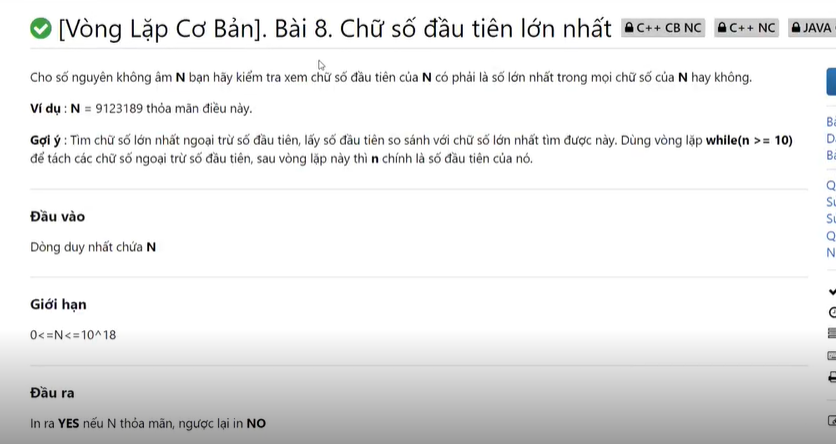 [Vòng Lặp Cơ Bản]. Bài 8. Chữ số đầu tiên lớn nhất C++ CB NC C++ NC JAVA
Cho số nguyên không âm N bạn hãy kiểm tra xem chữ số đầu tiên của N có phải là số lớn nhất trong mọi chữ số của N hay không.
Ví dụ : N = 9123189 thỏa mãn điều này.
Gợi ý : Tìm chữ số lớn nhất ngoại trừ số đầu tiên, lấy số đầu tiên so sánh với chữ số lớn nhất tìm được này. Dùng vòng lặp while(n >= 10)
để tách các chữ số ngoại trừ số đầu tiên, sau vòng lặp này thì n chính là số đầu tiên của nó.
Đầu vào
Dòng duy nhất chứa N
Giới hạn
0<=N<=10^18
Đầu ra
In ra YES nếu N thỏa mãn, ngược lại in NO